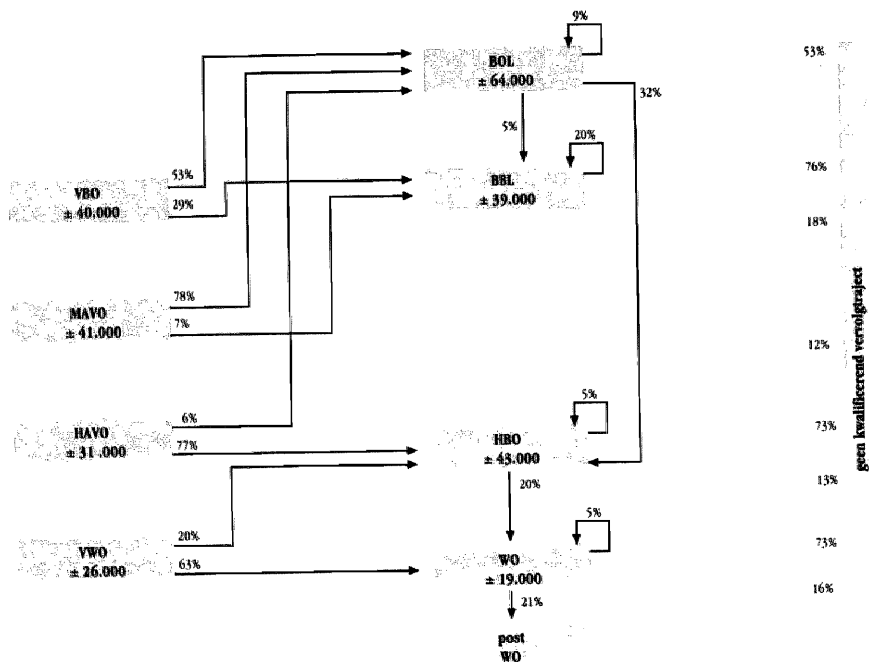 9%
BOL
± 64.000
53%
32%
5%
20%
76%
53%
VBO
± 40.000
29%
BBL
± 39.000
18%
78%
MAVO
± 41.000
7%
12%
geen kwalificerend vervolgtraject
6%
HAVO
± 31.000
77%
5%
HBO
± 43.000
73%
13%
20%
20%
VWO
± 26.000
63%
5%
WO
± 19.000
73%
16%
21%
post
WO